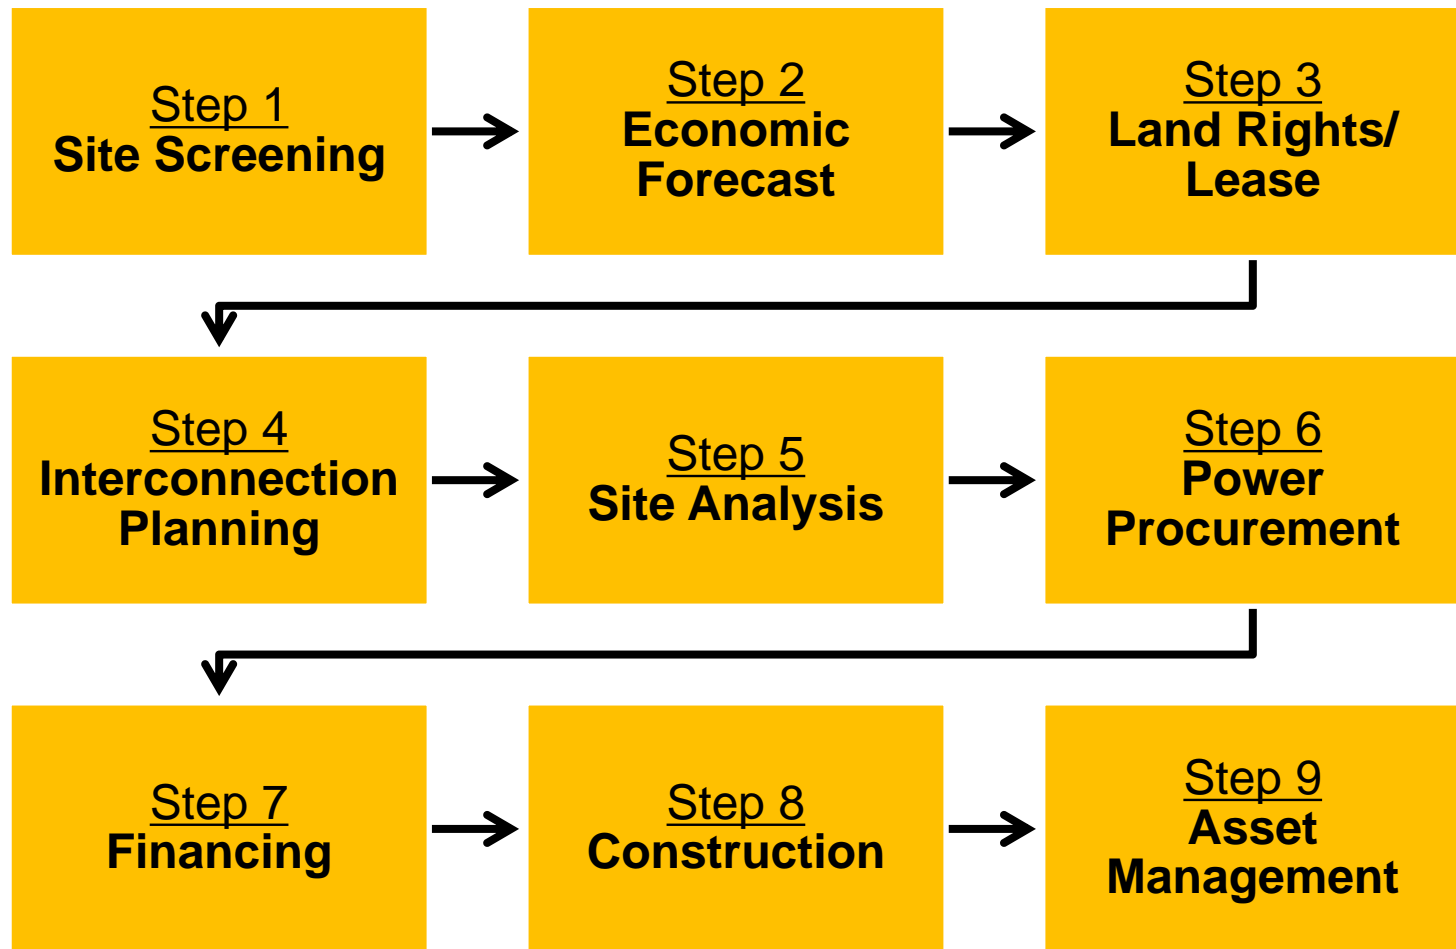 Step 1
Site Screening
Step 2
Economic
Forecast
Step 3
Land Rights/
Lease
Step 4
Interconnection
Planning
Step 5
Site Analysis
Step 6
Power
Procurement
Step 7
Financing
Step 8
Construction
Step 9
Asset
Management